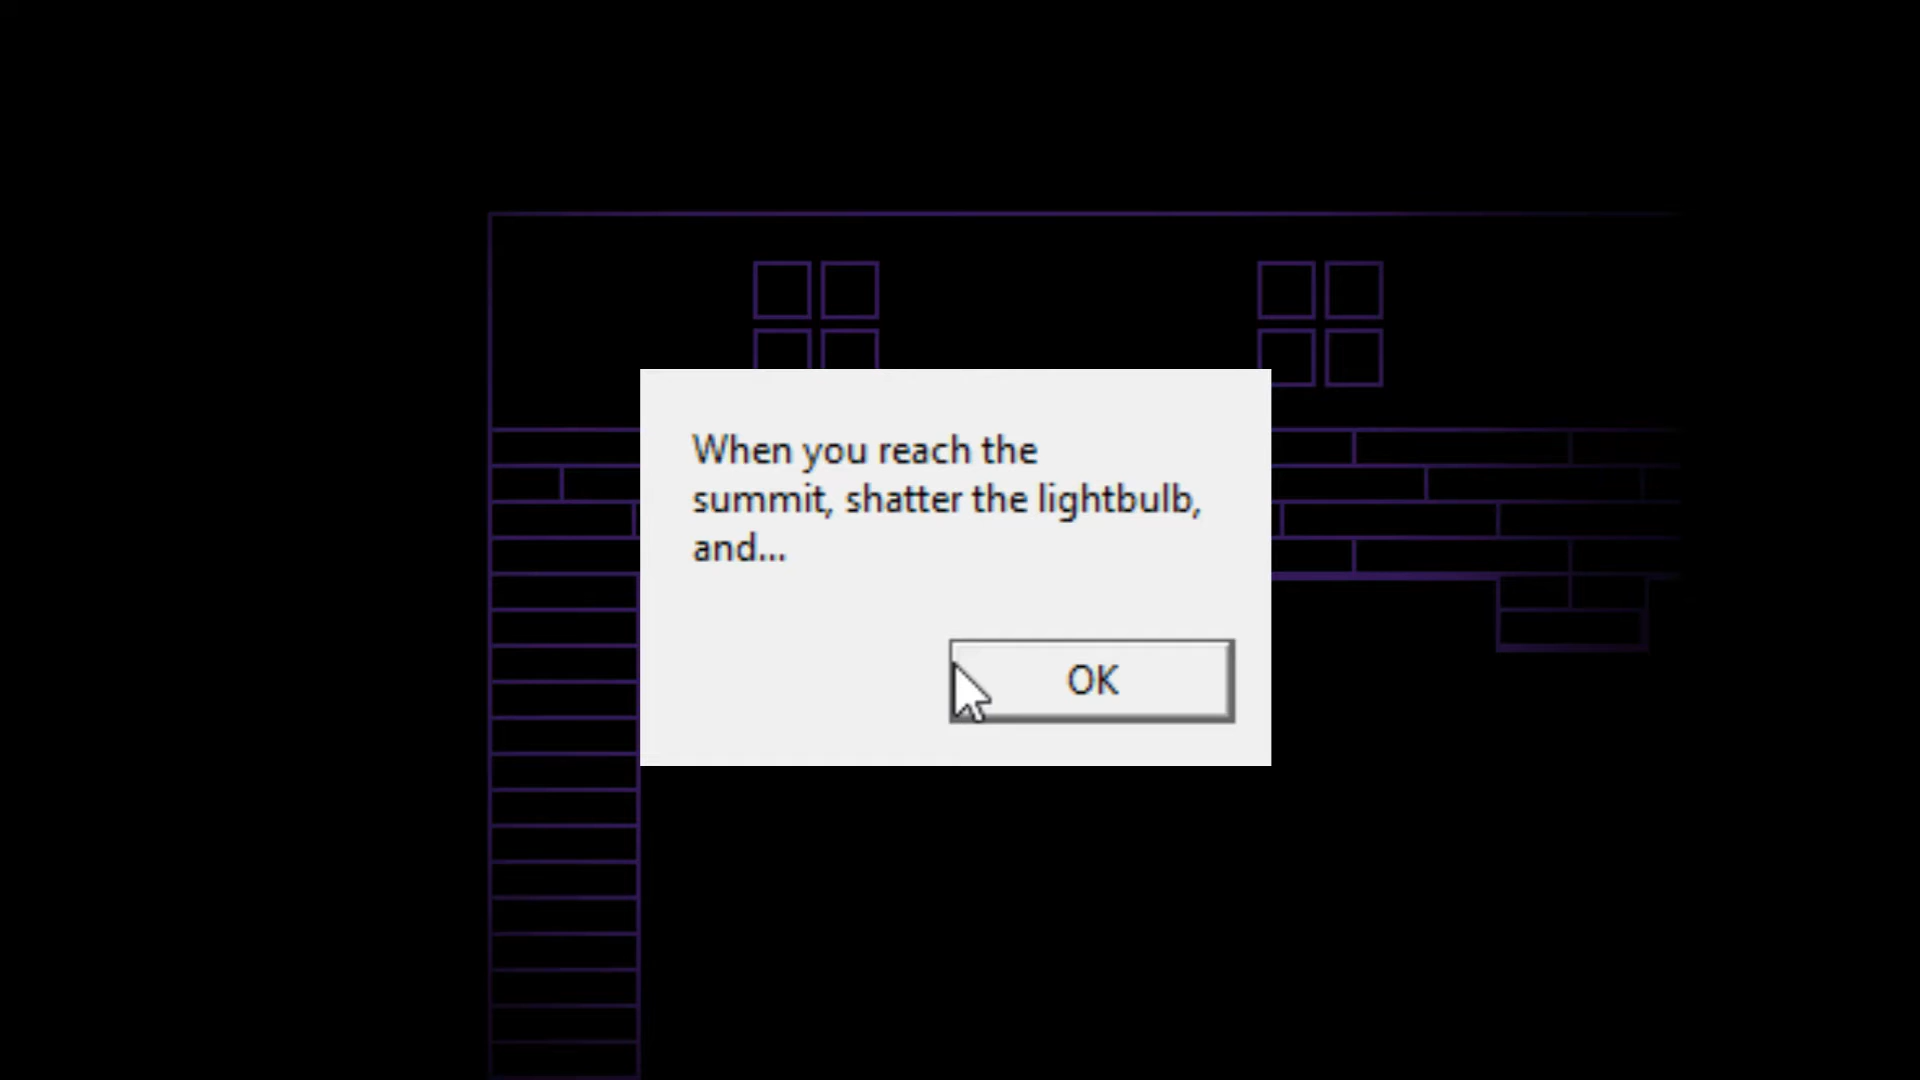 When you reach the
summit, shatter the lightbulb,
and...
OK